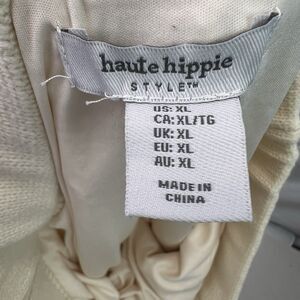 haute hippie
STYLE™
US: XL
CA: XL/TG
UK: XL
EU: XL
AU: XL
MADE IN
CHINA